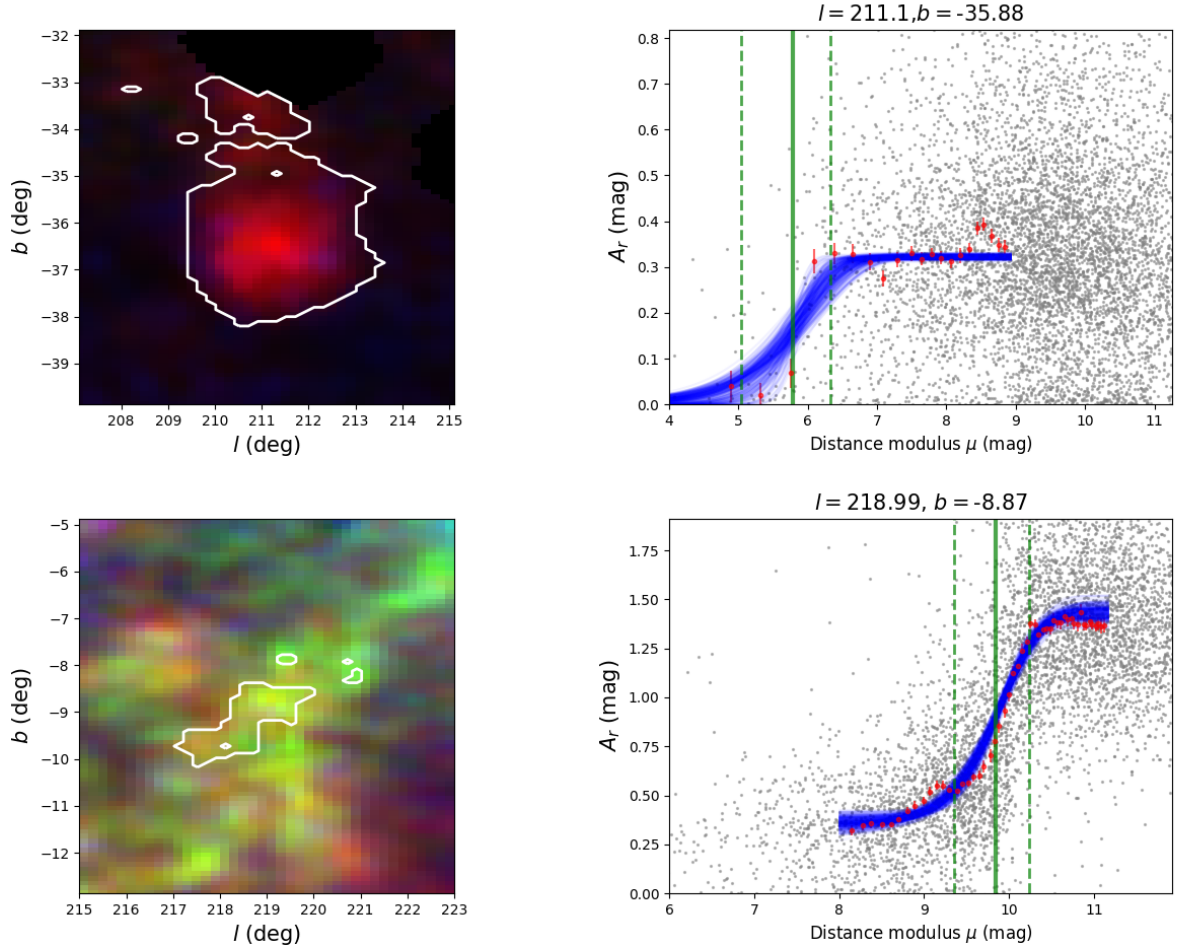 l = 211.1,b = -35.88
−32
−33
−34
−35
−36
−37
−38
−39
b (deg)
208 209 210 211 212 213 214 215
l (deg)
0.8
0.7
0.6
0.5
0.4
0.3
0.2
0.1
0.0
A_r (mag)
4 5 6 7 8 9 10 11
Distance modulus μ (mag)
l = 218.99, b = -8.87
−5
−6
−7
−8
−9
−10
−11
−12
b (deg)
215 216 217 218 219 220 221 222 223
l (deg)
1.75
1.50
1.25
1.00
0.75
0.50
0.25
0.00
A_r (mag)
6 7 8 9 10 11
Distance modulus μ (mag)